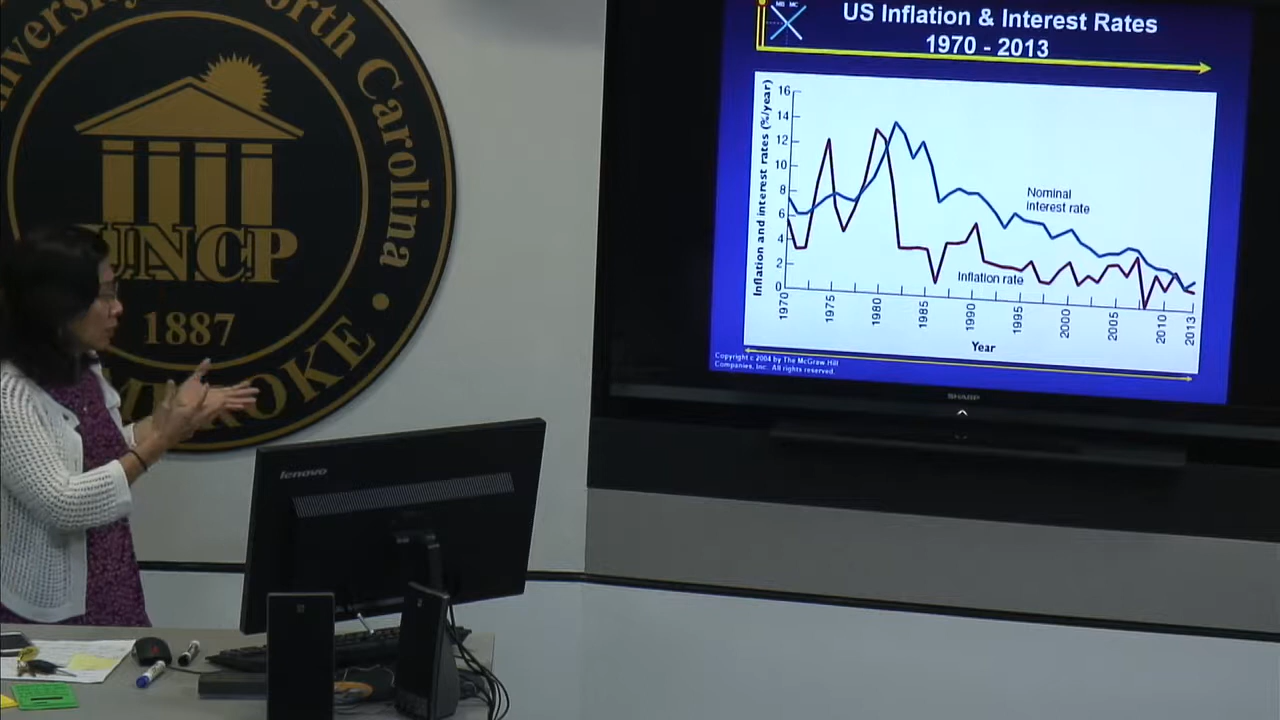 University
North Carolina
UNCP
1887
MB MC
US Inflation & Interest Rates
1970 - 2013
Inflation and interest rates (%/year)
16
14
12
10
8
6
4
2
0
Nominal
interest rate
Inflation rate
1970
1975
1980
1985
1990
1995
2000
2005
2010
2013
Year
Copyright c 2004 by The McGraw Hill
Companies, Inc. All rights reserved.
SHARP
lenovo